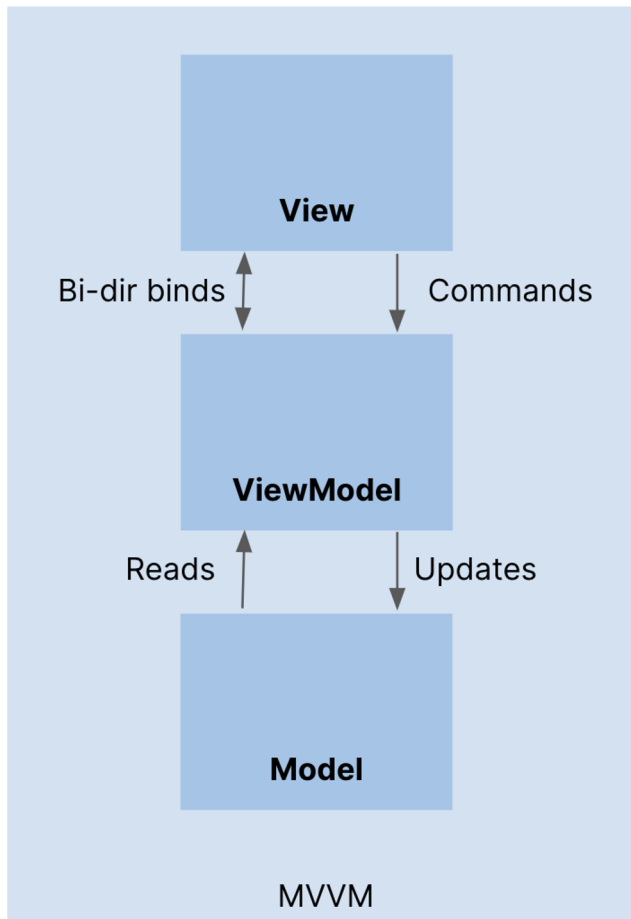 View
Bi-dir binds
Commands
ViewModel
Reads
Updates
Model
MVVM